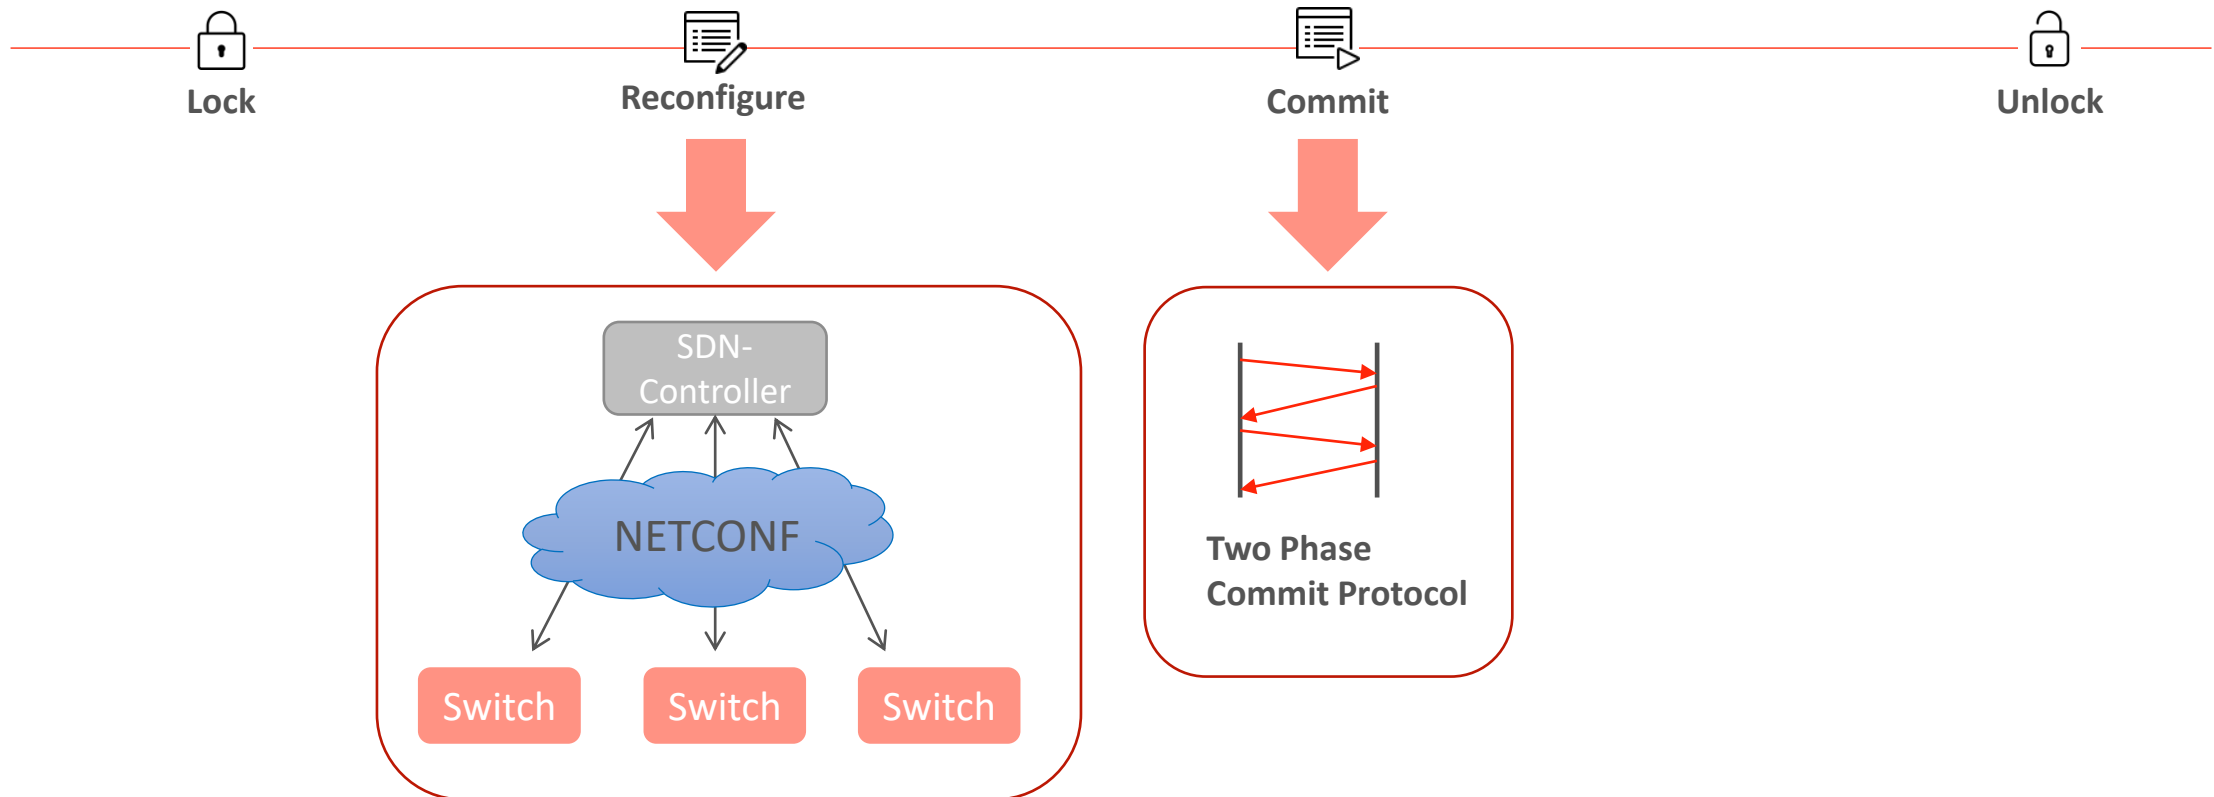 Lock
Reconfigure
Commit
Unlock
SDN-
Controller
NETCONF
Switch
Switch
Switch
Two Phase
Commit Protocol